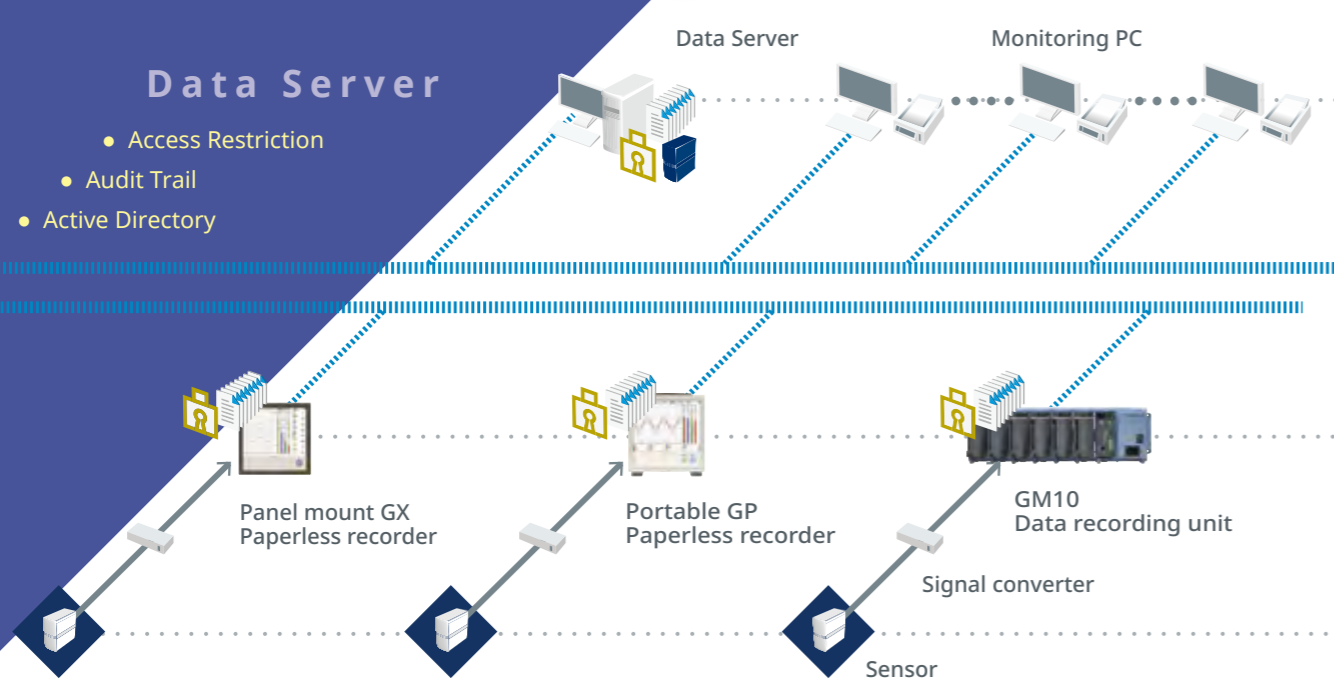 Data Server
Monitoring PC
Data Server
● Access Restriction
● Audit Trail
● Active Directory
Panel mount GX
Paperless recorder
Portable GP
Paperless recorder
GM10
Data recording unit
Signal converter
Sensor